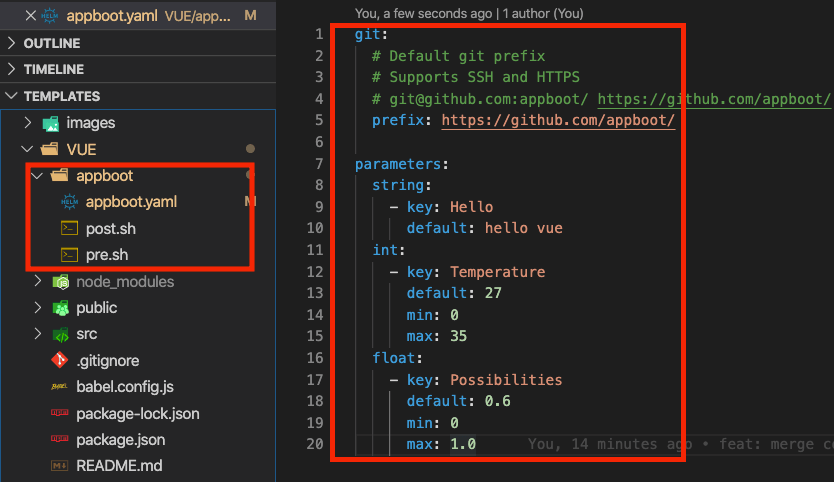 appboot.yaml VUE/app... M
OUTLINE
TIMELINE
TEMPLATES
images
VUE
appboot
HELM appboot.yaml M
post.sh
pre.sh
node_modules
public
src
.gitignore
babel.config.js
package-lock.json
package.json
README.md
You, a few seconds ago | 1 author (You)
1 git:
2 # Default git prefix
3 # Supports SSH and HTTPS
4 # git@github.com:appboot/ https://github.com/appboot/
5 prefix: https://github.com/appboot/
6
7 parameters:
8 string:
9 - key: Hello
10 default: hello vue
11 int:
12 - key: Temperature
13 default: 27
14 min: 0
15 max: 35
16 float:
17 - key: Possibilities
18 default: 0.6
19 min: 0
20 max: 1.0 You, 14 minutes ago • feat: merge co